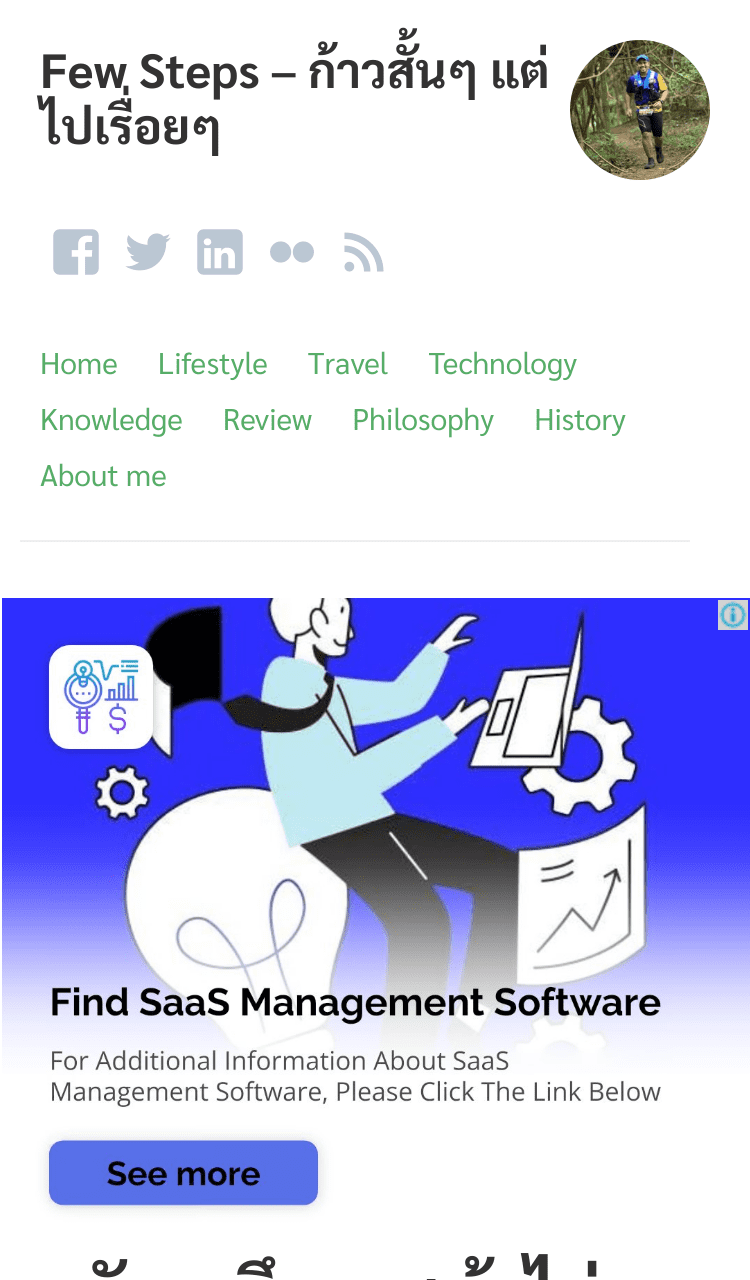 Few Steps – ก้าวสั้นๆ แต่
ไปเรื่อยๆ
Home Lifestyle Travel Technology
Knowledge Review Philosophy History
About me
Find SaaS Management Software
For Additional Information About SaaS
Management Software, Please Click The Link Below
See more